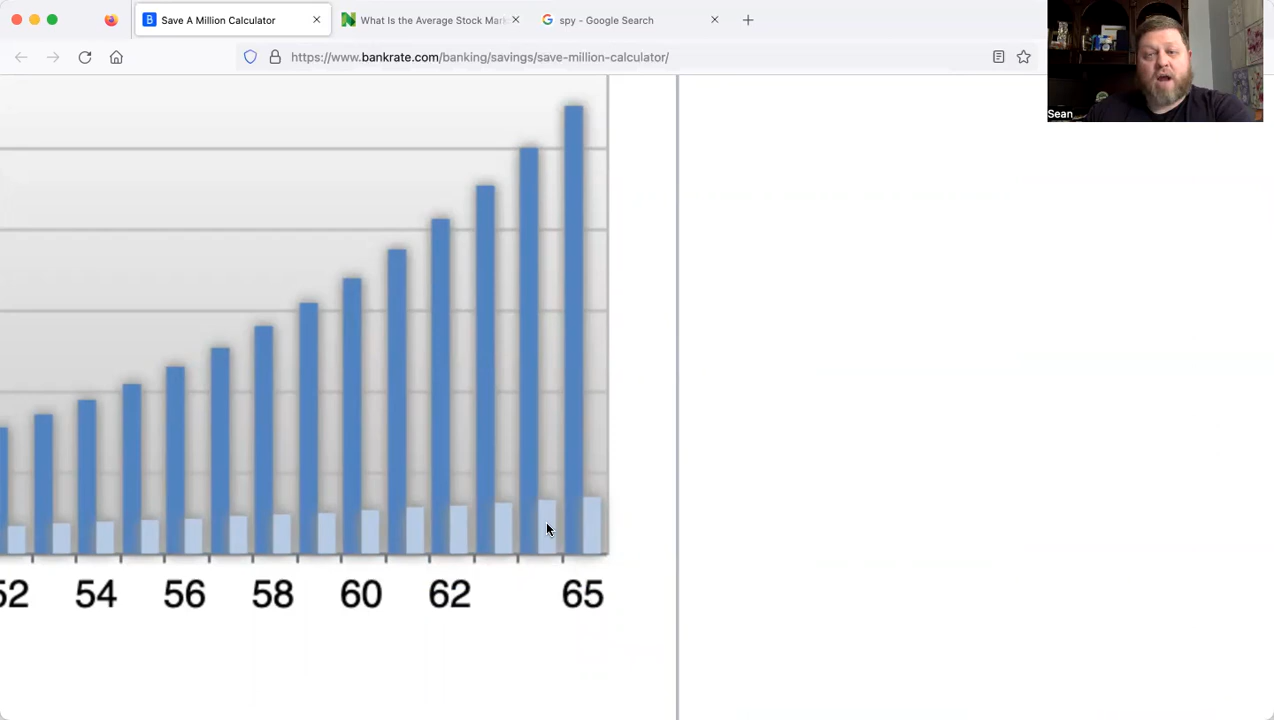 Save A Million Calculator
What Is the Average Stock Mar
spy - Google Search
https://www.bankrate.com/banking/savings/save-million-calculator/
Sean
52 54 56 58 60 62 65